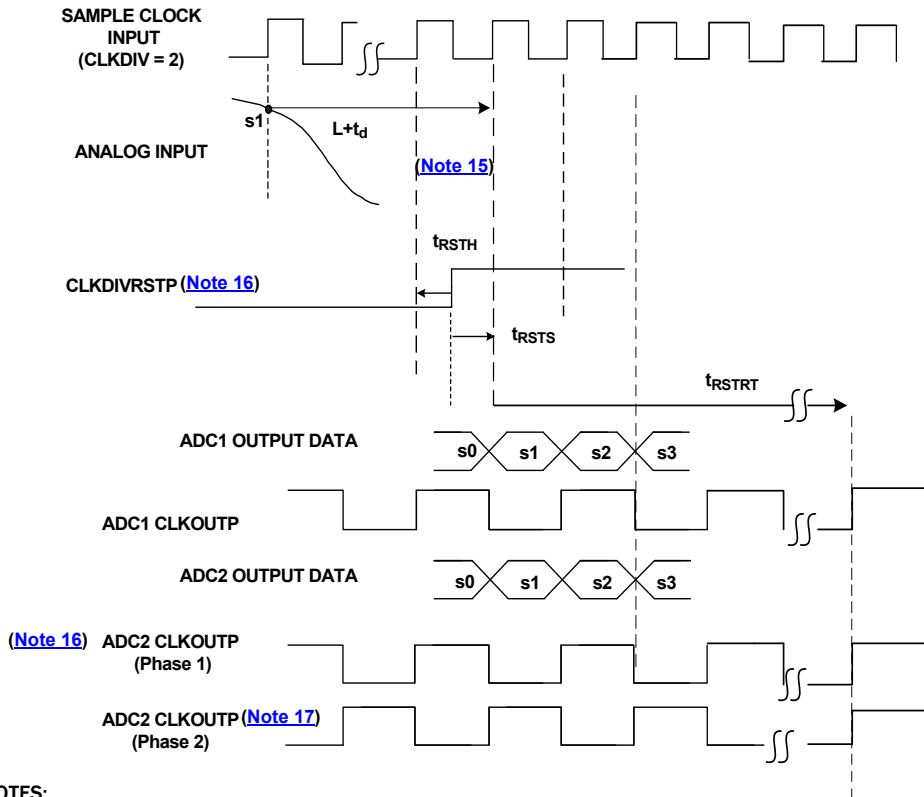 SAMPLE CLOCK
INPUT
(CLKDIV = 2)
s1
L+td
ANALOG INPUT
(Note 15)
tRSTH
CLKDIVRSTP (Note 16)
tRSTS
tRSTRT
ADC1 OUTPUT DATA
s0 s1 s2 s3
ADC1 CLKOUTP
ADC2 OUTPUT DATA
s0 s1 s2 s3
(Note 16) ADC2 CLKOUTP
(Phase 1)
ADC2 CLKOUTP (Note 17)
(Phase 2)